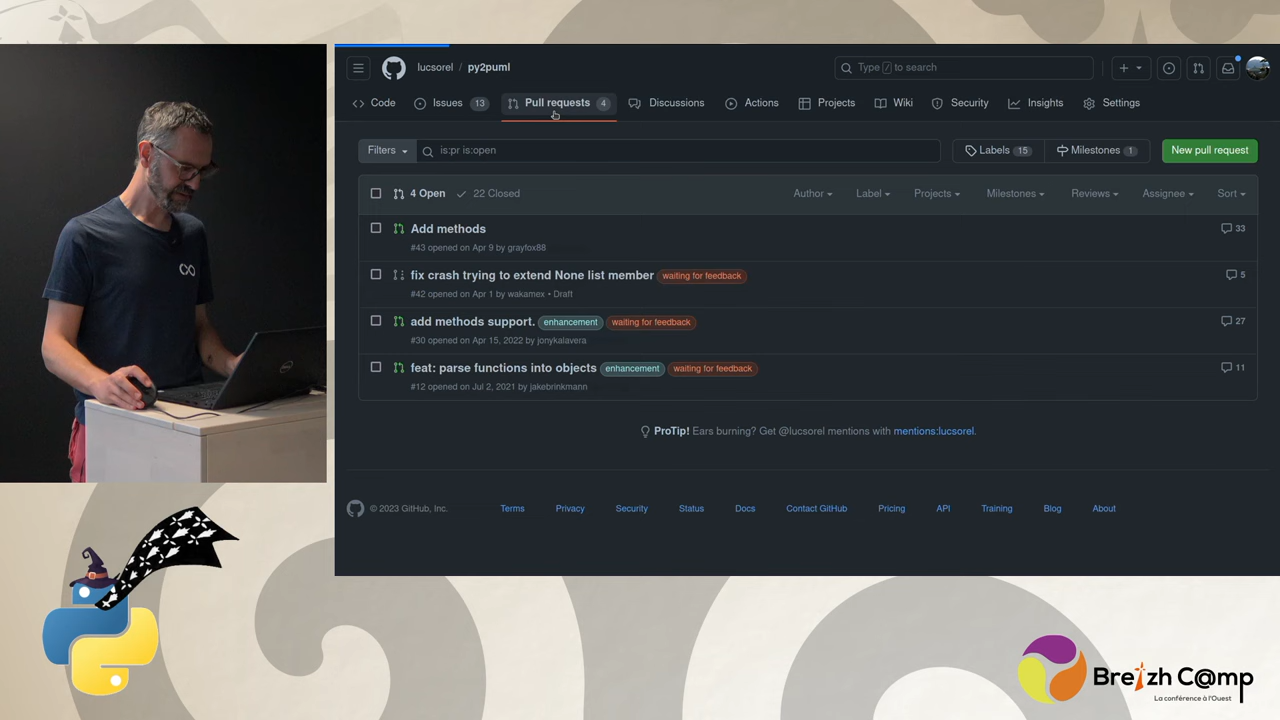 lucsorel / py2puml
Type / to search
Code
Issues 13
Pull requests 4
Discussions
Actions
Projects
Wiki
Security
Insights
Settings
Filters
is:pr is:open
Labels 15
Milestones 1
New pull request
4 Open
22 Closed
Author
Label
Projects
Milestones
Reviews
Assignee
Sort
Add methods
33
#43 opened on Apr 9 by grayfox88
fix crash trying to extend None list member waiting for feedback
5
#42 opened on Apr 1 by wakamex • Draft
add methods support. enhancement waiting for feedback
27
#30 opened on Apr 15, 2022 by jonykalavera
feat: parse functions into objects enhancement waiting for feedback
11
#12 opened on Jul 2, 2021 by jakebrinkmann
ProTip! Ears burning? Get @lucsorel mentions with mentions:lucsorel.
© 2023 GitHub, Inc.
Terms
Privacy
Security
Status
Docs
Contact GitHub
Pricing
API
Training
Blog
About
DELL
Breizh C@mp
La conférence à l'Ouest